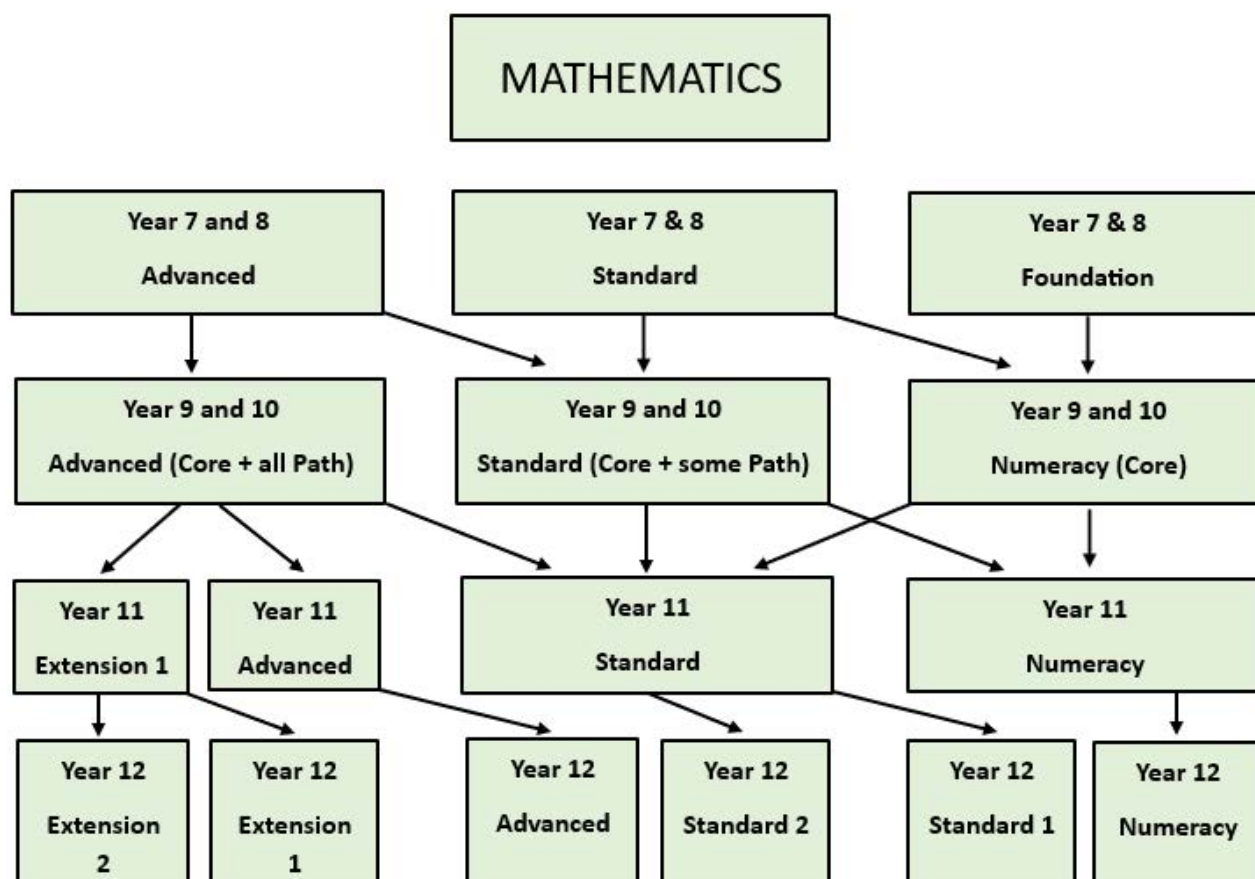 MATHEMATICS
Year 7 and 8
Advanced
Year 7 & 8
Standard
Year 7 & 8
Foundation
Year 9 and 10
Advanced (Core + all Path)
Year 9 and 10
Standard (Core + some Path)
Year 9 and 10
Numeracy (Core)
Year 11
Extension 1
Year 11
Advanced
Year 11
Standard
Year 11
Numeracy
Year 12
Extension
2
Year 12
Extension
1
Year 12
Advanced
Year 12
Standard 2
Year 12
Standard 1
Year 12
Numeracy